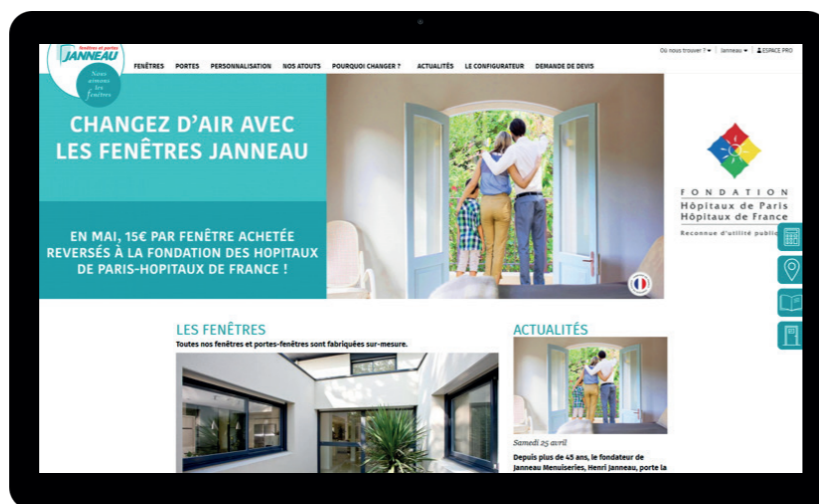 fenêtres et portes
JANNEAU
Nous
aimons
les
fenêtres
Où nous trouver ? Janneau ESPACE PRO
FENÊTRES PORTES PERSONNALISATION NOS ATOUTS POURQUOI CHANGER ? ACTUALITÉS LE CONFIGURATEUR DEMANDE DE DEVIS
CHANGEZ D'AIR AVEC
LES FENÊTRES JANNEAU
EN MAI, 15€ PAR FENÊTRE ACHETÉE
REVERSÉS À LA FONDATION DES HOPITAUX
DE PARIS-HOPITAUX DE FRANCE !
FONDATION
Hôpitaux de Paris
Hôpitaux de France
Reconnue d'utilité publiq
LES FENÊTRES
Toutes nos fenêtres et portes-fenêtres sont fabriquées sur-mesure.
ACTUALITÉS
Samedi 25 avril
Depuis plus de 45 ans, le fondateur de
Janneau Menuiseries, Henri Janneau, porte la